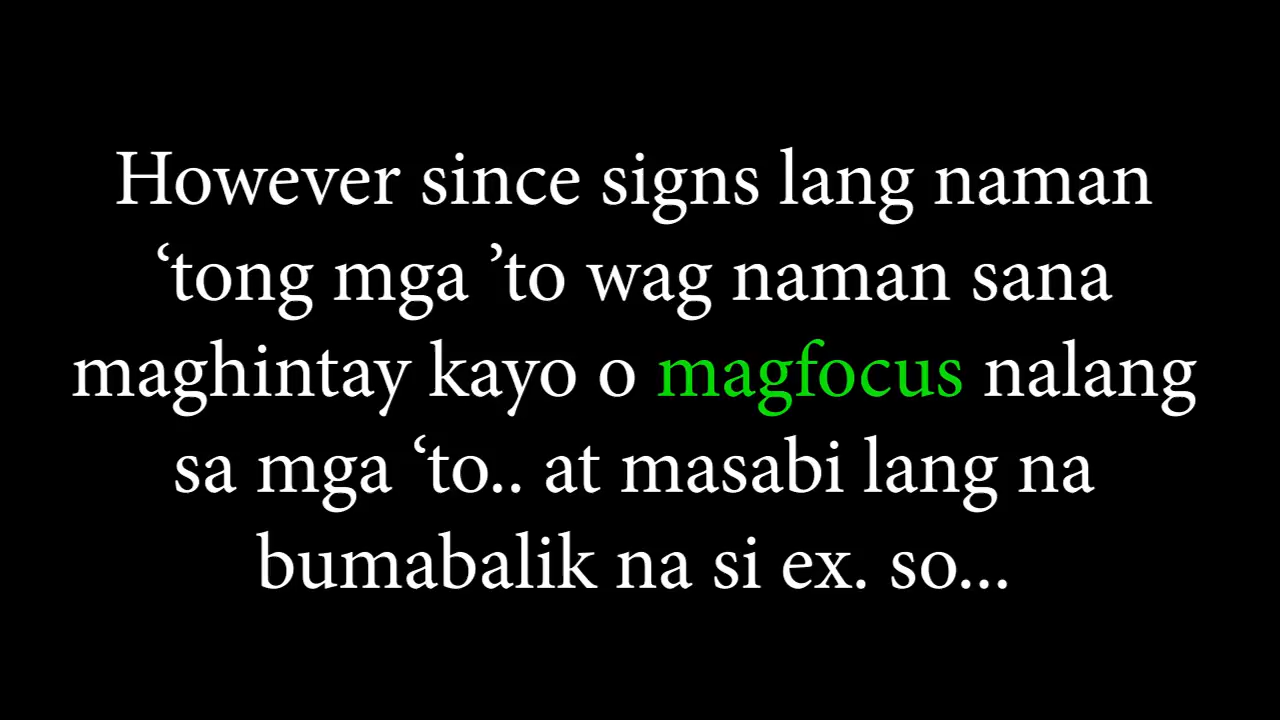 However since signs lang naman
‘tong mga ’to wag naman sana
maghintay kayo o magfocus nalang
sa mga ‘to.. at masabi lang na
bumabalik na si ex. so...